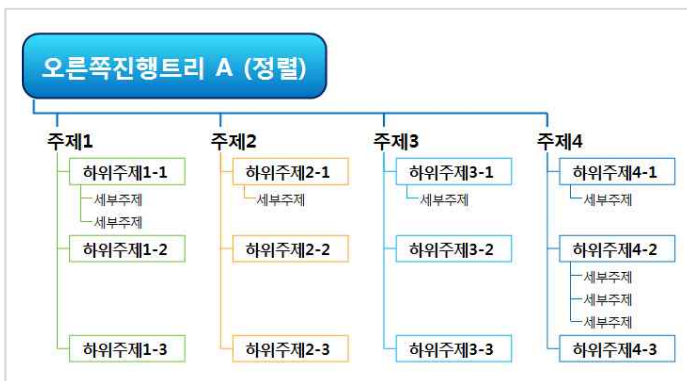 오른쪽진행트리 A (정렬)
주제1
하위주제1-1
세부주제
세부주제
하위주제1-2
하위주제1-3
주제2
하위주제2-1
세부주제
하위주제2-2
하위주제2-3
주제3
하위주제3-1
세부주제
하위주제3-2
하위주제3-3
주제4
하위주제4-1
세부주제
하위주제4-2
세부주제
세부주제
세부주제
하위주제4-3